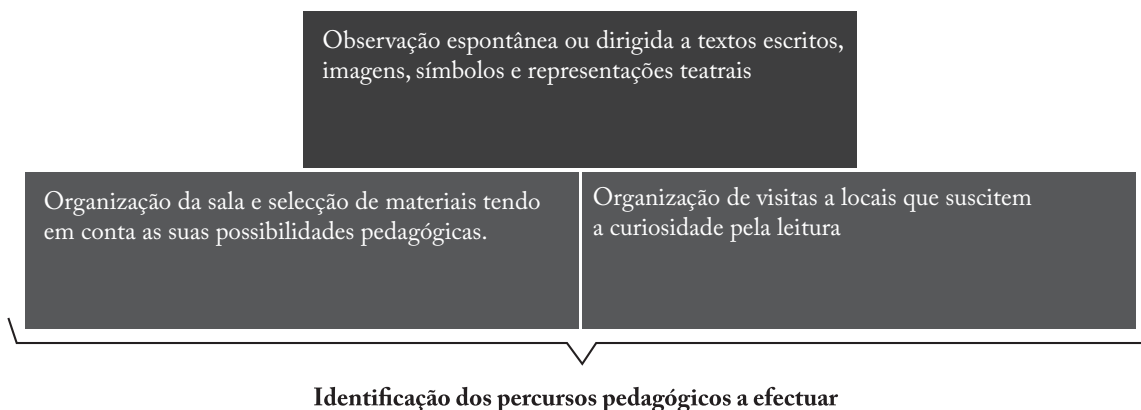 Observação espontânea ou dirigida a textos escritos,
imagens, símbolos e representações teatrais
Organização da sala e selecção de materiais tendo
em conta as suas possibilidades pedagógicas.
Organização de visitas a locais que suscitem
a curiosidade pela leitura
Identificação dos percursos pedagógicos a efectuar